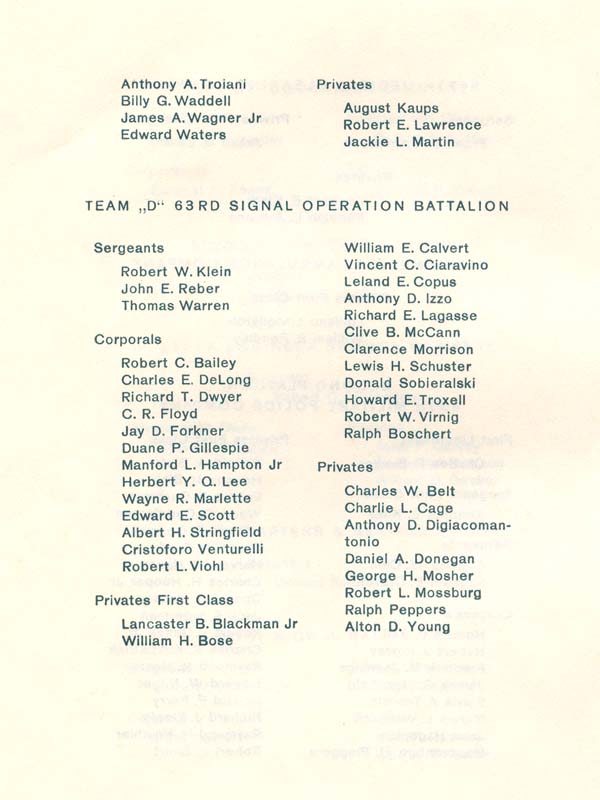 Anthony A. Troiani
Billy G. Waddell
James A. Wagner Jr
Edward Waters
Privates
August Kaups
Robert E. Lawrence
Jackie L. Martin
TEAM „D“ 63RD SIGNAL OPERATION BATTALION
Sergeants
Robert W. Klein
John E. Reber
Thomas Warren
Corporals
Robert C. Bailey
Charles E. DeLong
Richard T. Dwyer
C. R. Floyd
Jay D. Forkner
Duane P. Gillespie
Manford L. Hampton Jr
Herbert Y. Q. Lee
Wayne R. Marlette
Edward E. Scott
Albert H. Stringfield
Cristoforo Venturelli
Robert L. Viohl
Privates First Class
Lancaster B. Blackman Jr
William H. Bose
William E. Calvert
Vincent C. Ciaravino
Leland E. Copus
Anthony D. Izzo
Richard E. Lagasse
Clive B. McCann
Clarence Morrison
Lewis H. Schuster
Donald Sobieralski
Howard E. Troxell
Robert W. Virnig
Ralph Boschert
Privates
Charles W. Belt
Charlie L. Cage
Anthony D. Digiacoman-
tonio
Daniel A. Donegan
George H. Mosher
Robert L. Mossburg
Ralph Peppers
Alton D. Young